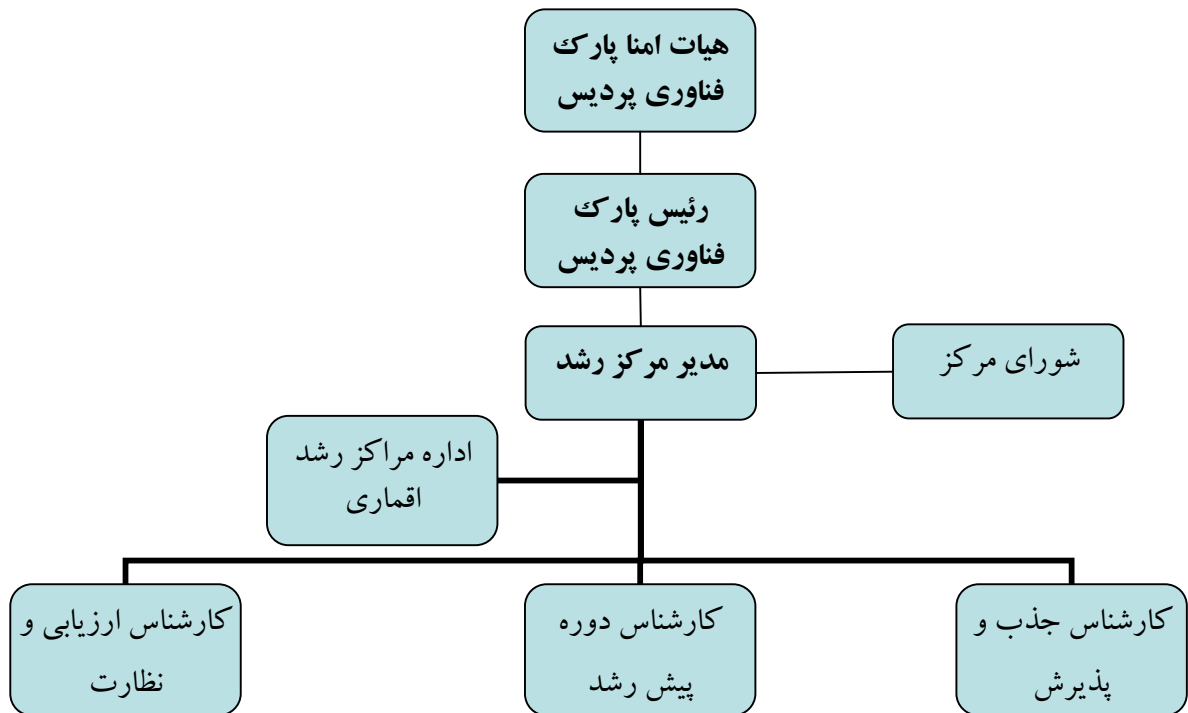 هیات امنا پارک
فناوری پردیس
رئیس پارک
فناوری پردیس
مدیر مرکز رشد
شورای مرکز
اداره مراکز رشد
اقماری
کارشناس جذب و
پذیرش
کارشناس دوره
پیش رشد
کارشناس ارزیابی و
نظارت